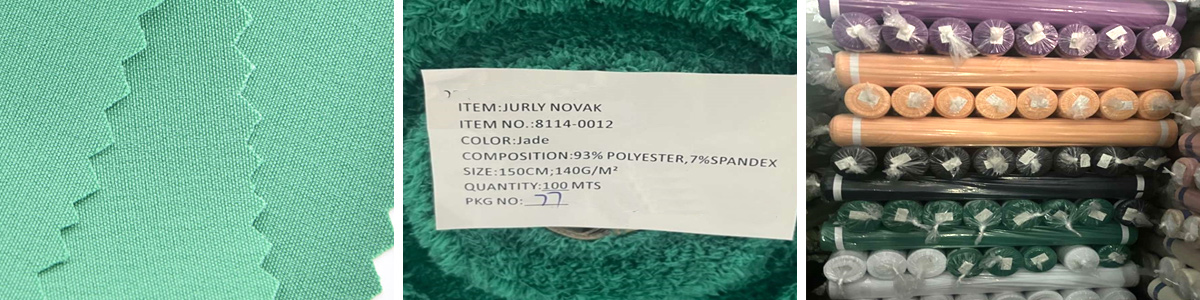 ITEM:JURLY NOVAK
ITEM NO.:8114-0012
COLOR:Jade
COMPOSITION:93% POLYESTER,7%SPANDEX
SIZE:150CM;140G/M²
QUANTITY:100 MTS
PKG NO: 77